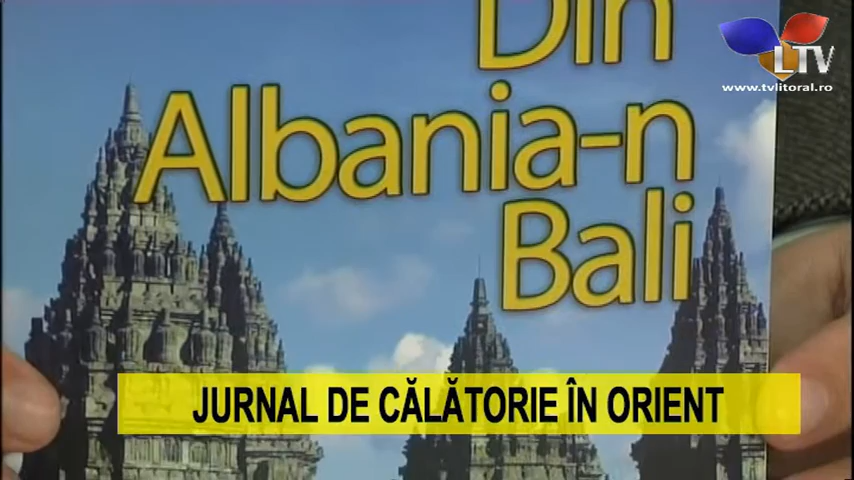 Din
Albania-n
Bali
LTV
www.tvlitoral.ro
JURNAL DE CĂLĂTORIE ÎN ORIENT